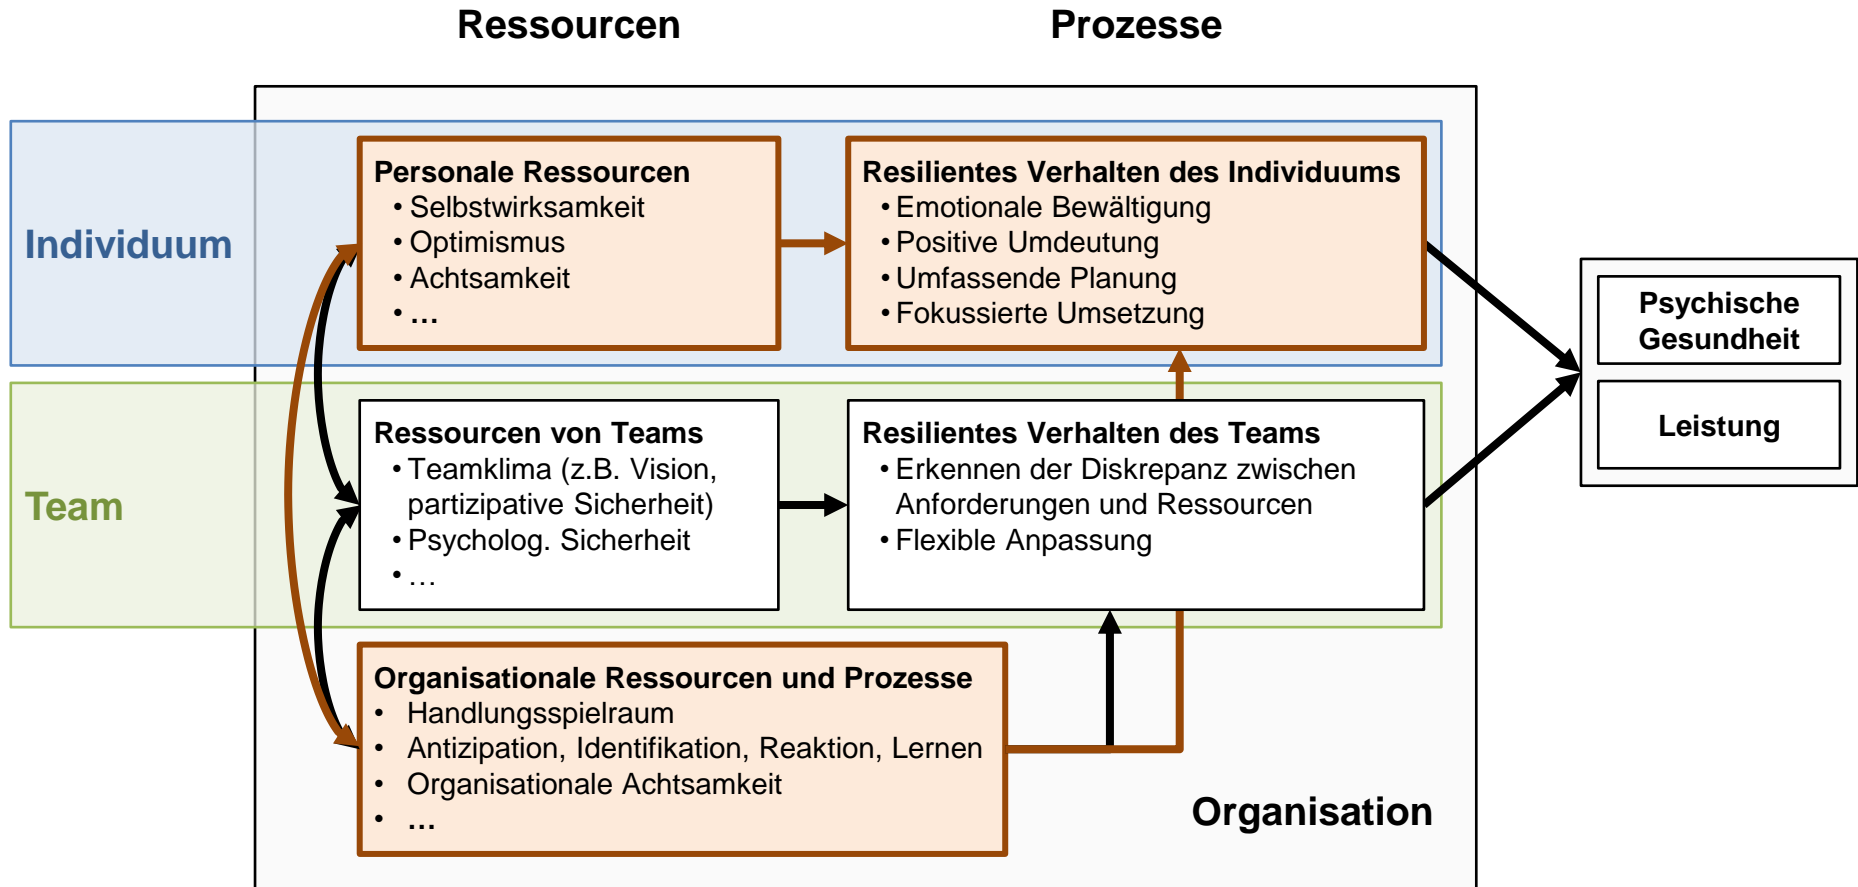 Ressourcen
Prozesse
Individuum
Personale Ressourcen
• Selbstwirksamkeit
• Optimismus
• Achtsamkeit
• …
Resilientes Verhalten des Individuums
• Emotionale Bewältigung
• Positive Umdeutung
• Umfassende Planung
• Fokussierte Umsetzung
Psychische
Gesundheit
Leistung
Team
Ressourcen von Teams
• Teamklima (z.B. Vision,
partizipative Sicherheit)
• Psycholog. Sicherheit
• …
Resilientes Verhalten des Teams
• Erkennen der Diskrepanz zwischen
Anforderungen und Ressourcen
• Flexible Anpassung
Organisationale Ressourcen und Prozesse
• Handlungsspielraum
• Antizipation, Identifikation, Reaktion, Lernen
• Organisationale Achtsamkeit
• …
Organisation